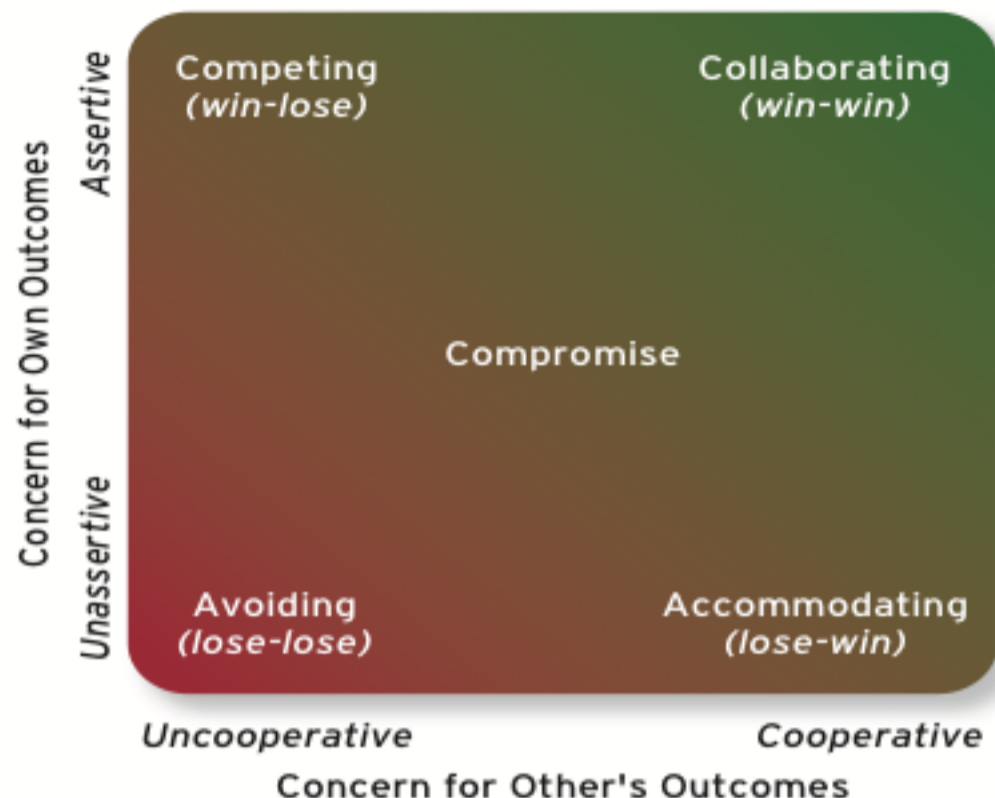 Concern for Own Outcomes
Assertive
Unassertive
Competing
(win-lose)
Collaborating
(win-win)
Compromise
Avoiding
(lose-lose)
Accommodating
(lose-win)
Uncooperative
Cooperative
Concern for Other's Outcomes